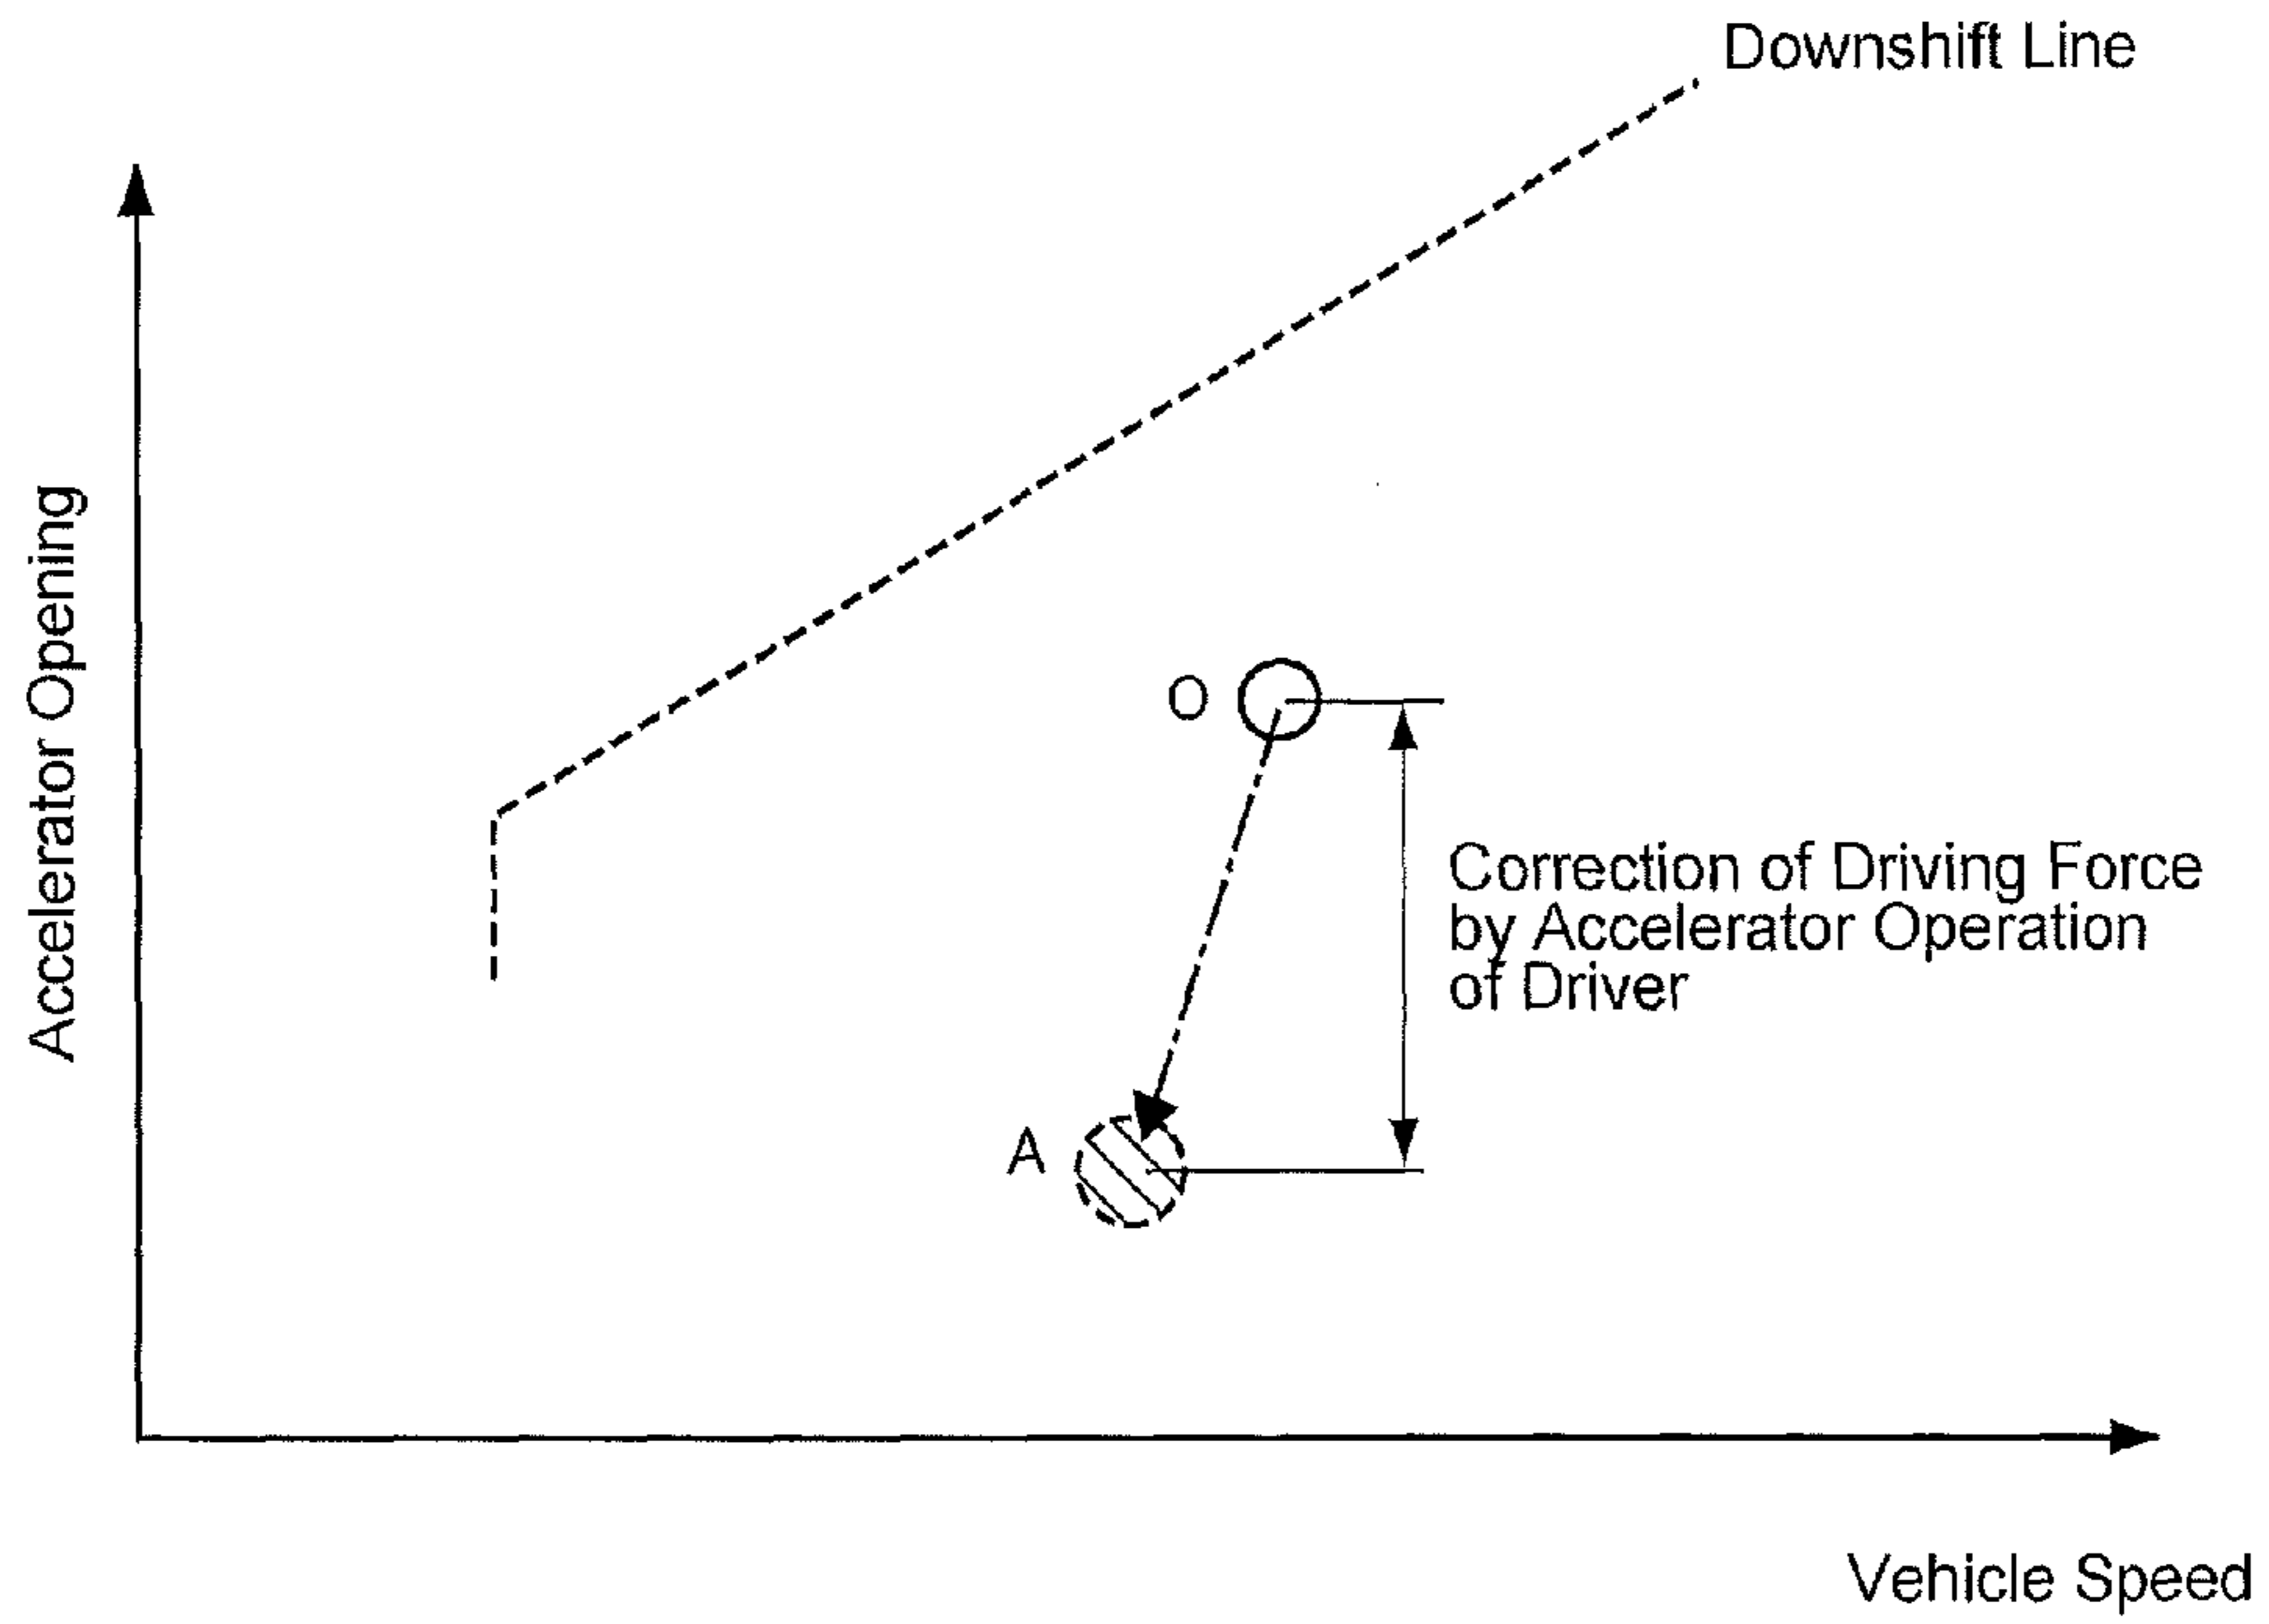 Downshift Line
Accelerator Opening
O
Correction of Driving Force
by Accelerator Operation
of Driver
A
Vehicle Speed